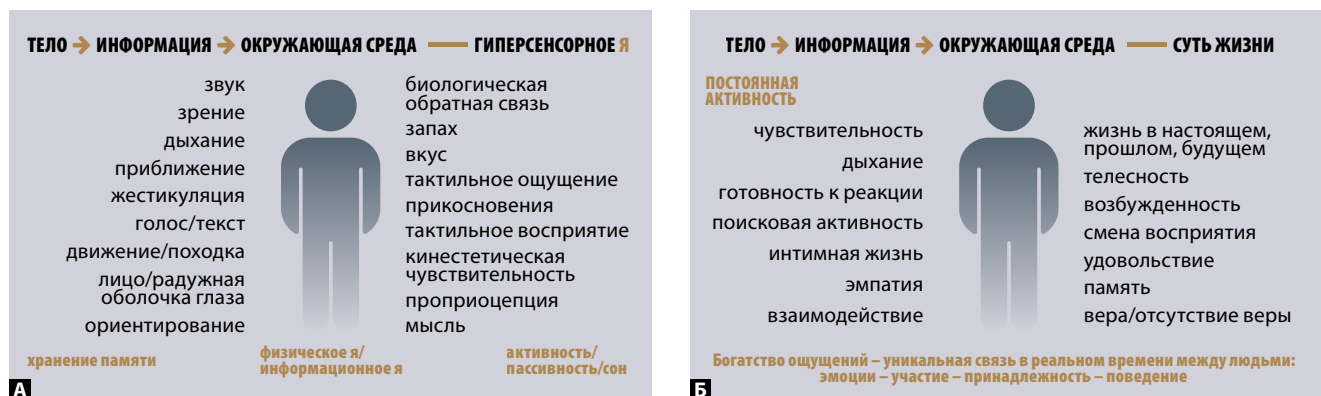 ТЕЛО → ИНФОРМАЦИЯ → ОКРУЖАЮЩАЯ СРЕДА — ГИПЕРСЕНСОРНОЕ Я
звук
зрение
дыхание
приближение
жестикуляция
голос/текст
движение/походка
лицо/радужная
оболочка глаза
ориентирование
биологическая
обратная связь
запах
вкус
тактильное ощущение
прикосновения
тактильное восприятие
кинестетическая
чувствительность
проприоцепция
мысль
хранение памяти
физическое я/
информационное я
активность/
пассивность/сон
А
ТЕЛО → ИНФОРМАЦИЯ → ОКРУЖАЮЩАЯ СРЕДА — СУТЬ ЖИЗНИ
ПОСТОЯННАЯ
АКТИВНОСТЬ
чувствительность
дыхание
готовность к реакции
поисковая активность
интимная жизнь
эмпатия
взаимодействие
жизнь в настоящем,
прошлом, будущем
телесность
возбужденность
смена восприятия
удовольствие
память
вера/отсутствие веры
Богатство ощущений – уникальная связь в реальном времени между людьми:
эмоции – участие – принадлежность – поведение
Б